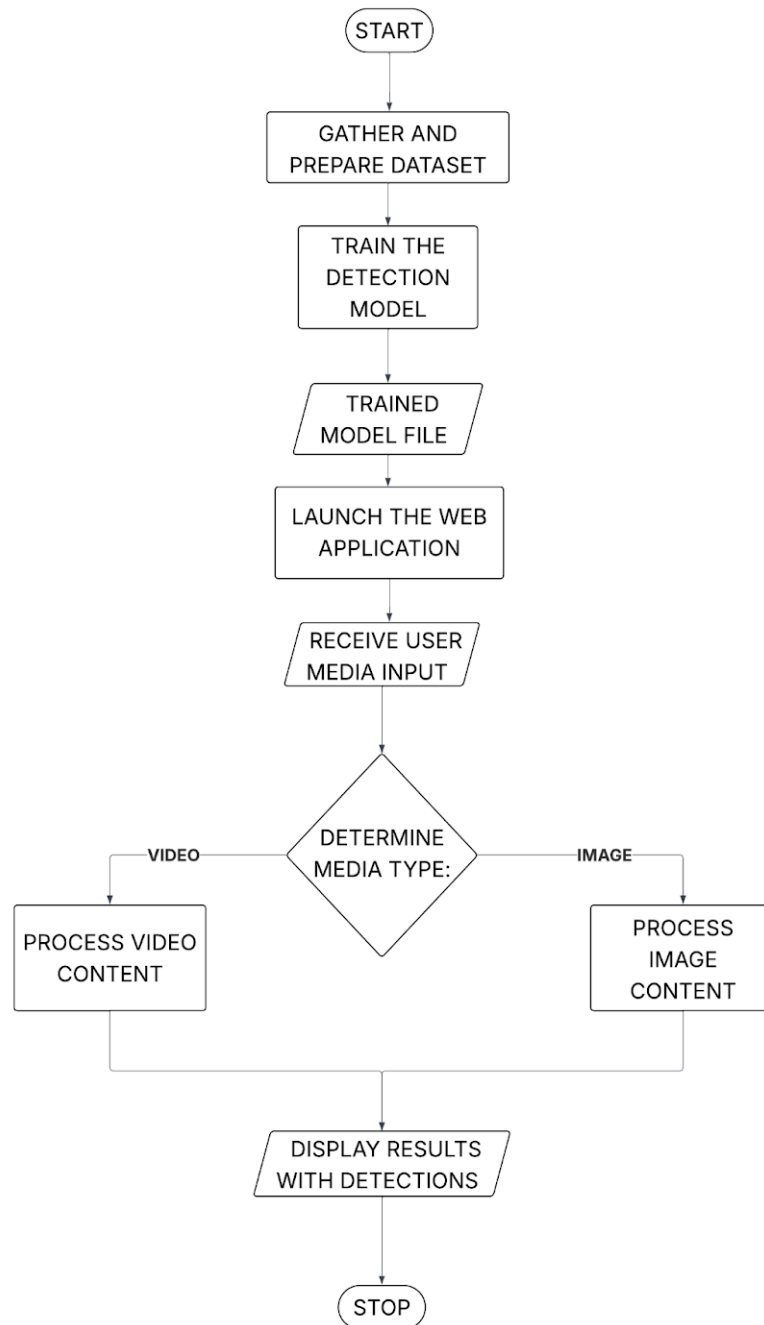 START
GATHER AND
PREPARE DATASET
TRAIN THE
DETECTION
MODEL
TRAINED
MODEL FILE
LAUNCH THE WEB
APPLICATION
RECEIVE USER
MEDIA INPUT
DETERMINE
MEDIA TYPE:
VIDEO
IMAGE
PROCESS VIDEO
CONTENT
PROCESS
IMAGE
CONTENT
DISPLAY RESULTS
WITH DETECTIONS
STOP